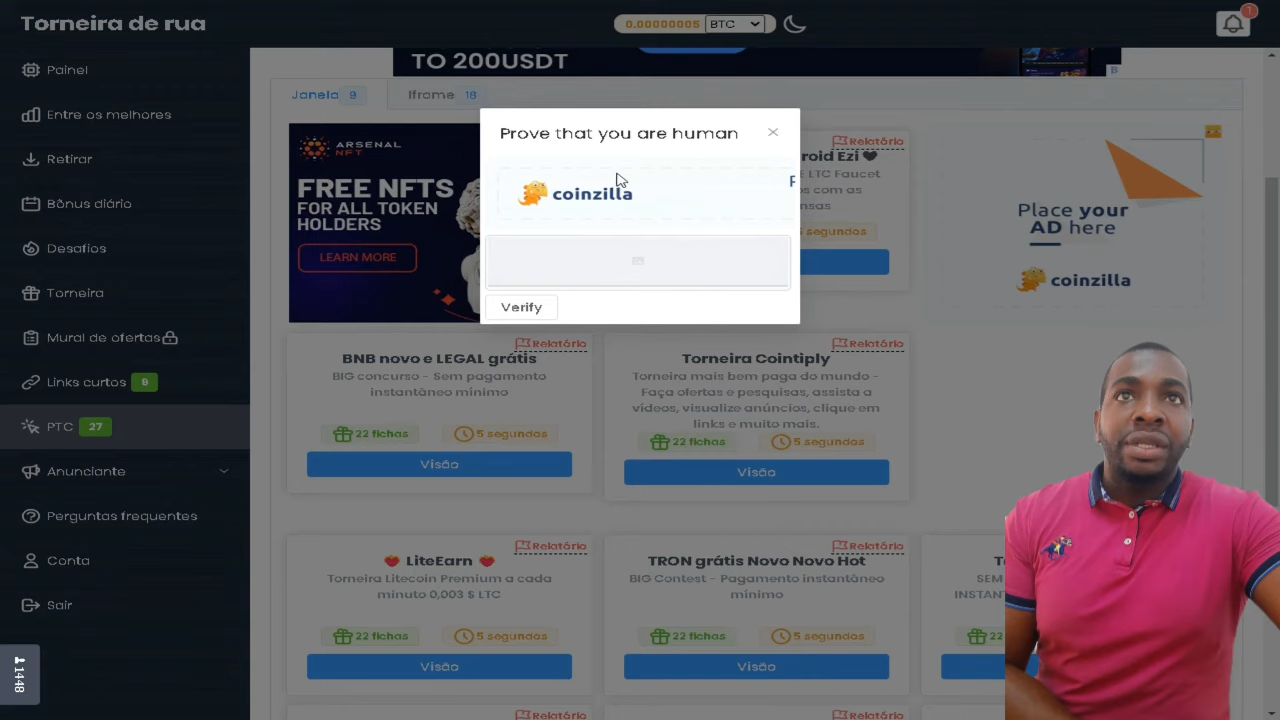 Torneira de rua
0.00000005 BTC
1
Painel
Entre os melhores
Retirar
Bônus diário
Desafios
Torneira
Mural de ofertas
Links curtos 9
PTC 27
Anunciante
Perguntas frequentes
Conta
Sair
11448
TO 200USDT
B
Janela 9
Iframe 18
ARSENAL
NFT
FREE NFTS
FOR ALL TOKEN
HOLDERS
LEARN MORE
Prove that you are human
coinzilla
Verify
Relatório
roid Ezi
E LTC Faucet
os com as
nsas
segundos
Place your
AD here
coinzilla
Relatório
BNB novo e LEGAL grátis
BIG concurso - Sem pagamento
instantâneo mínimo
22 fichas
5 segundos
Visão
Relatório
Torneira Cointiply
Torneira mais bem paga do mundo -
Faça ofertas e pesquisas, assista a
vídeos, visualize anúncios, clique em
links e muito mais.
22 fichas
5 segundos
Visão
Relatório
LiteEarn
Torneira Litecoin Premium a cada
minuto 0,003 $ LTC
22 fichas
5 segundos
Visão
Relatório
TRON grátis Novo Novo Hot
BIG Contest - Pagamento instantâneo
mínimo
22 fichas
5 segundos
Visão
SEM
INSTANT
22
Relatório
Relatório